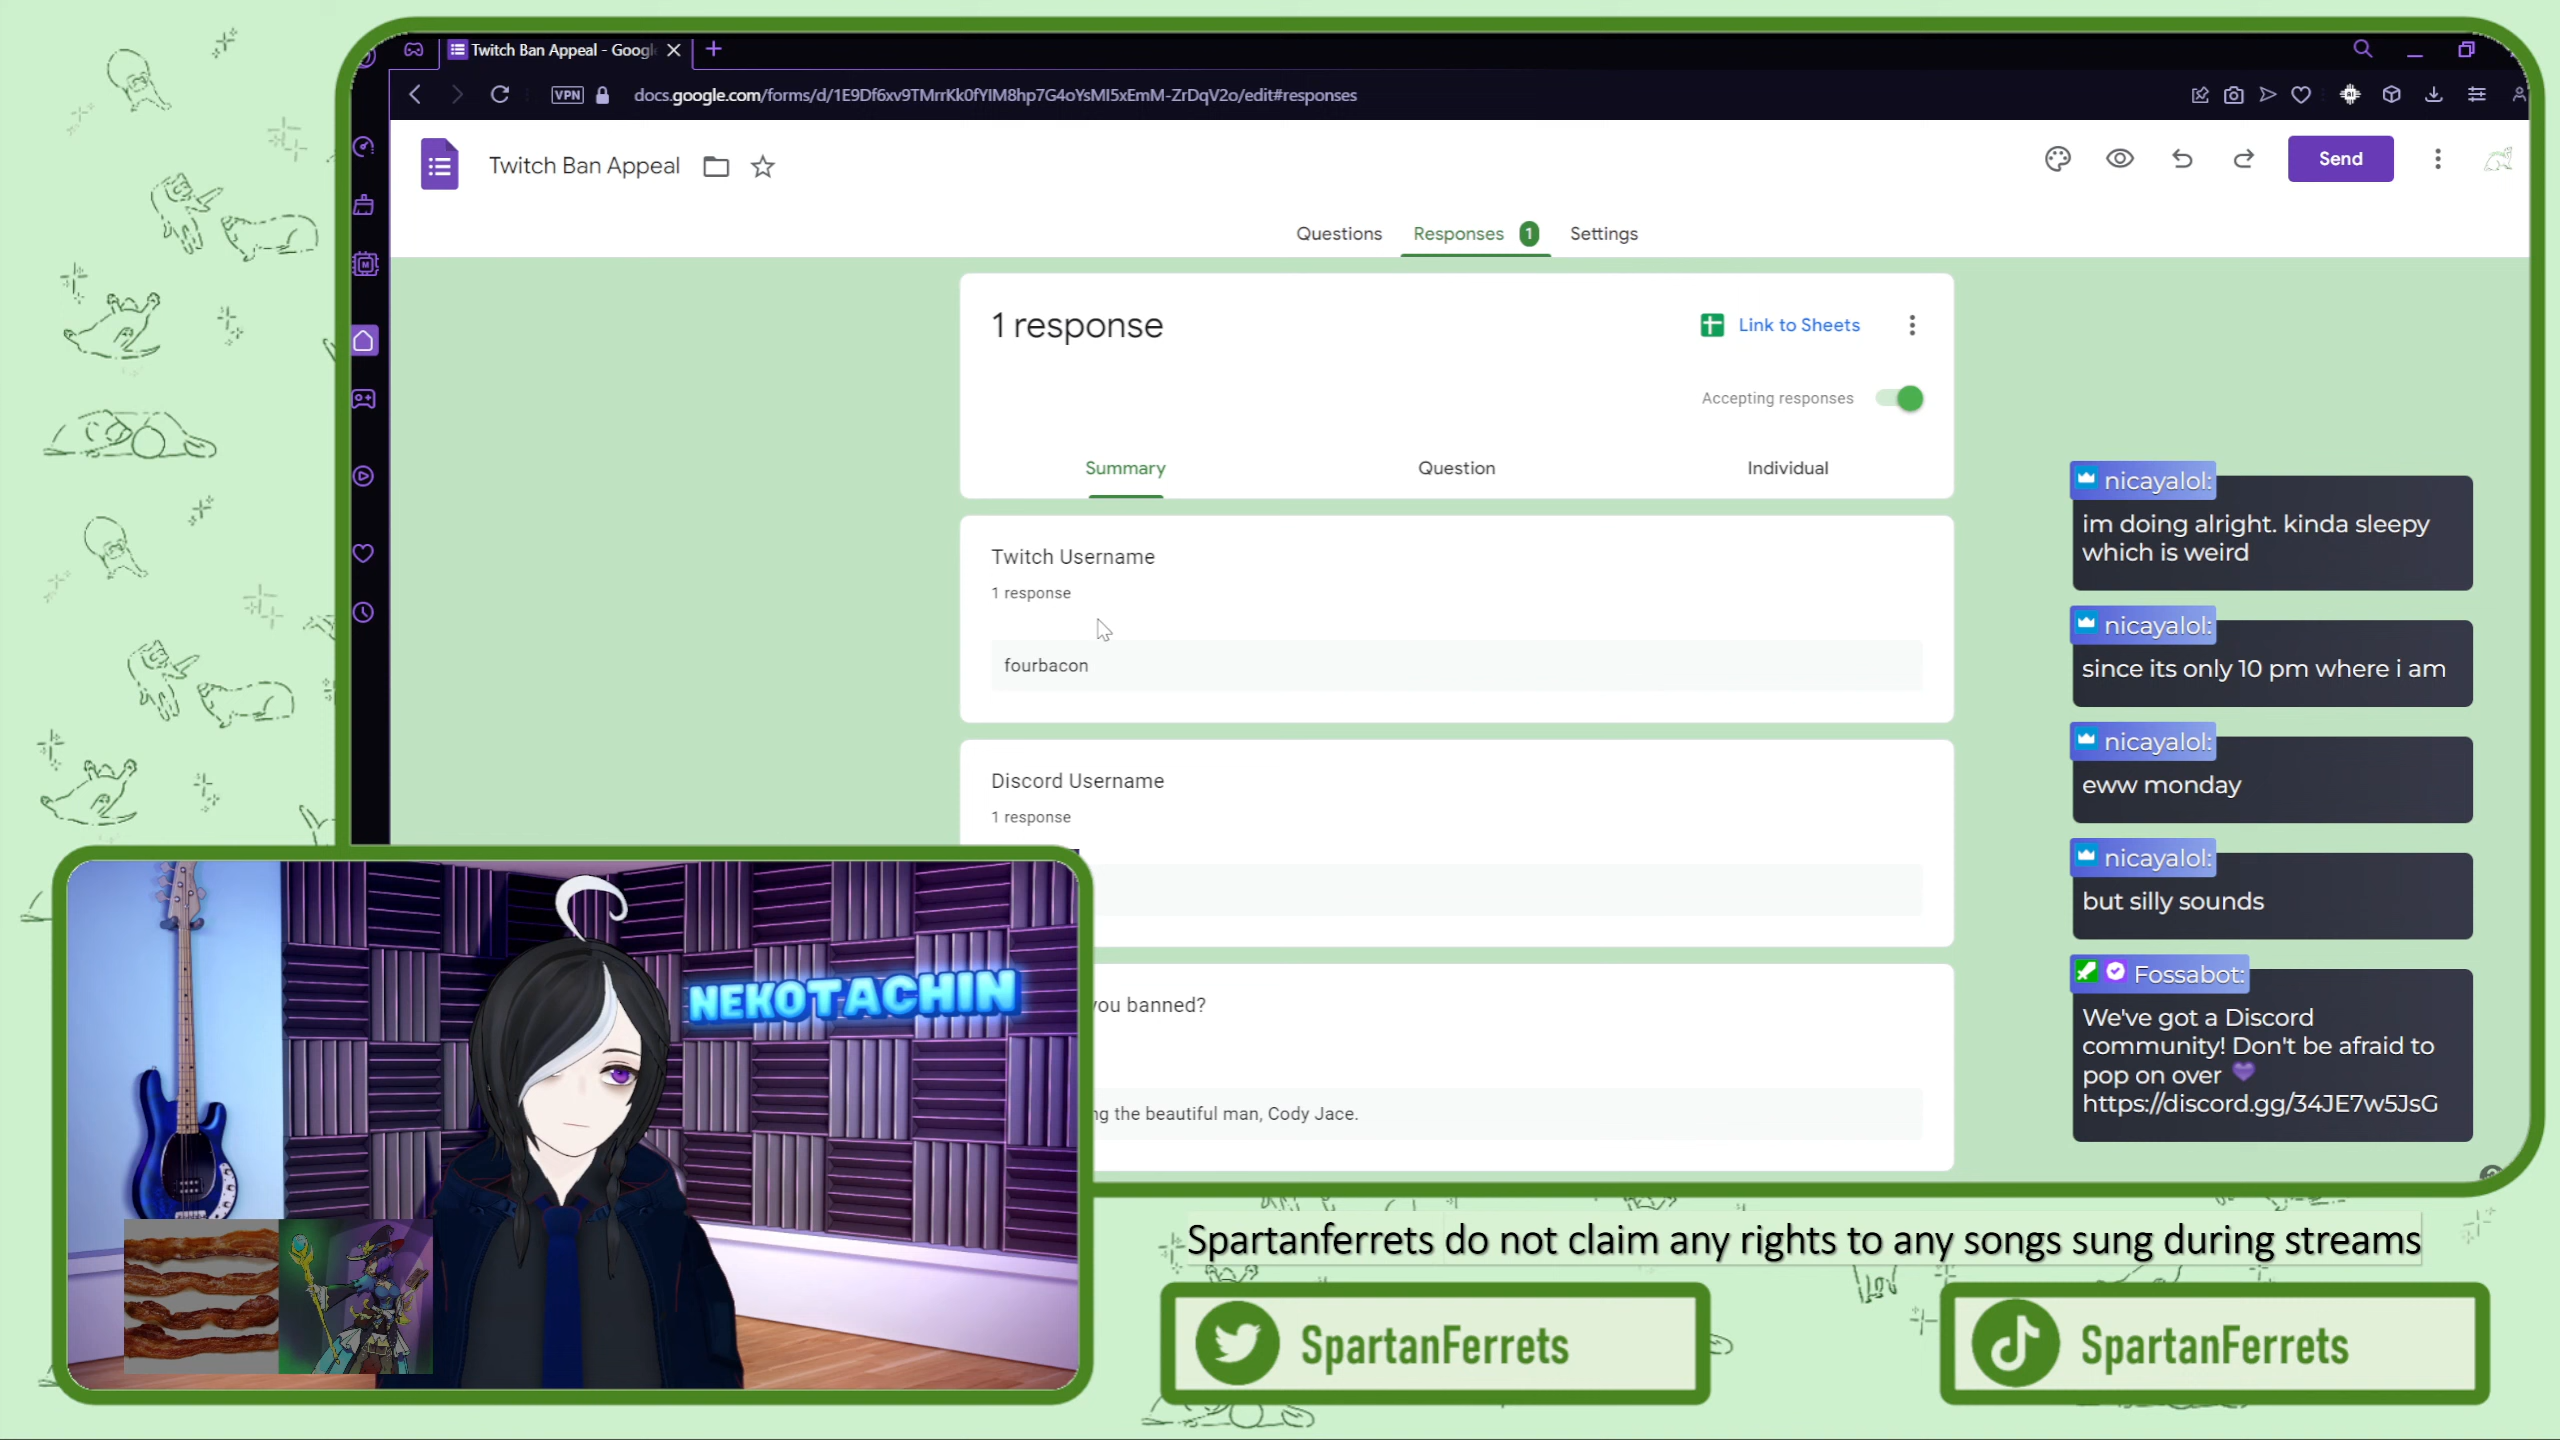 Twitch Ban Appeal - Googl
VPN
docs.google.com/forms/d/1E9Df6xv9TMrrKk0fYIM8hp7G4oYsMI5xEmM-ZrDqV2o/edit#responses
Twitch Ban Appeal
Send
Questions
Responses
1
Settings
1 response
Link to Sheets
Accepting responses
Summary
Question
Individual
Twitch Username
1 response
fourbacon
Discord Username
1 response
you banned?
ng the beautiful man, Cody Jace.
nicayalol:
im doing alright. kinda sleepy
which is weird
nicayalol:
since its only 10 pm where i am
nicayalol:
eww monday
nicayalol:
but silly sounds
Fossabot:
We've got a Discord
community! Don't be afraid to
pop on over
https://discord.gg/34JE7w5JsG
NEKOTACHIN
Spartanferrets do not claim any rights to any songs sung during streams
SpartanFerrets
SpartanFerrets